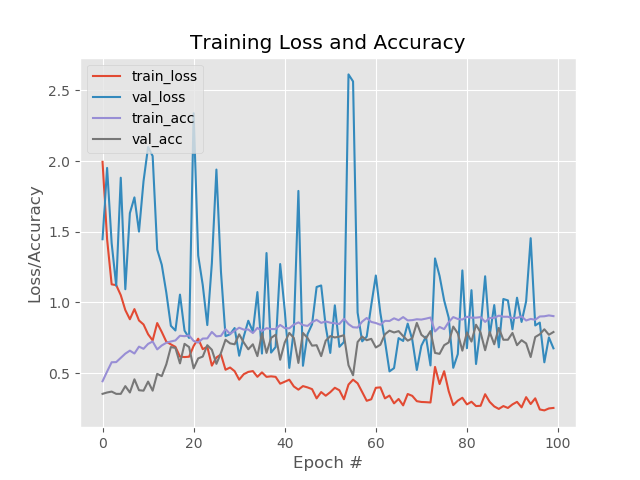 Training Loss and Accuracy
train_loss
val_loss
train_acc
val_acc
Loss/Accuracy
2.5
2.0
1.5
1.0
0.5
0 20 40 60 80 100
Epoch #